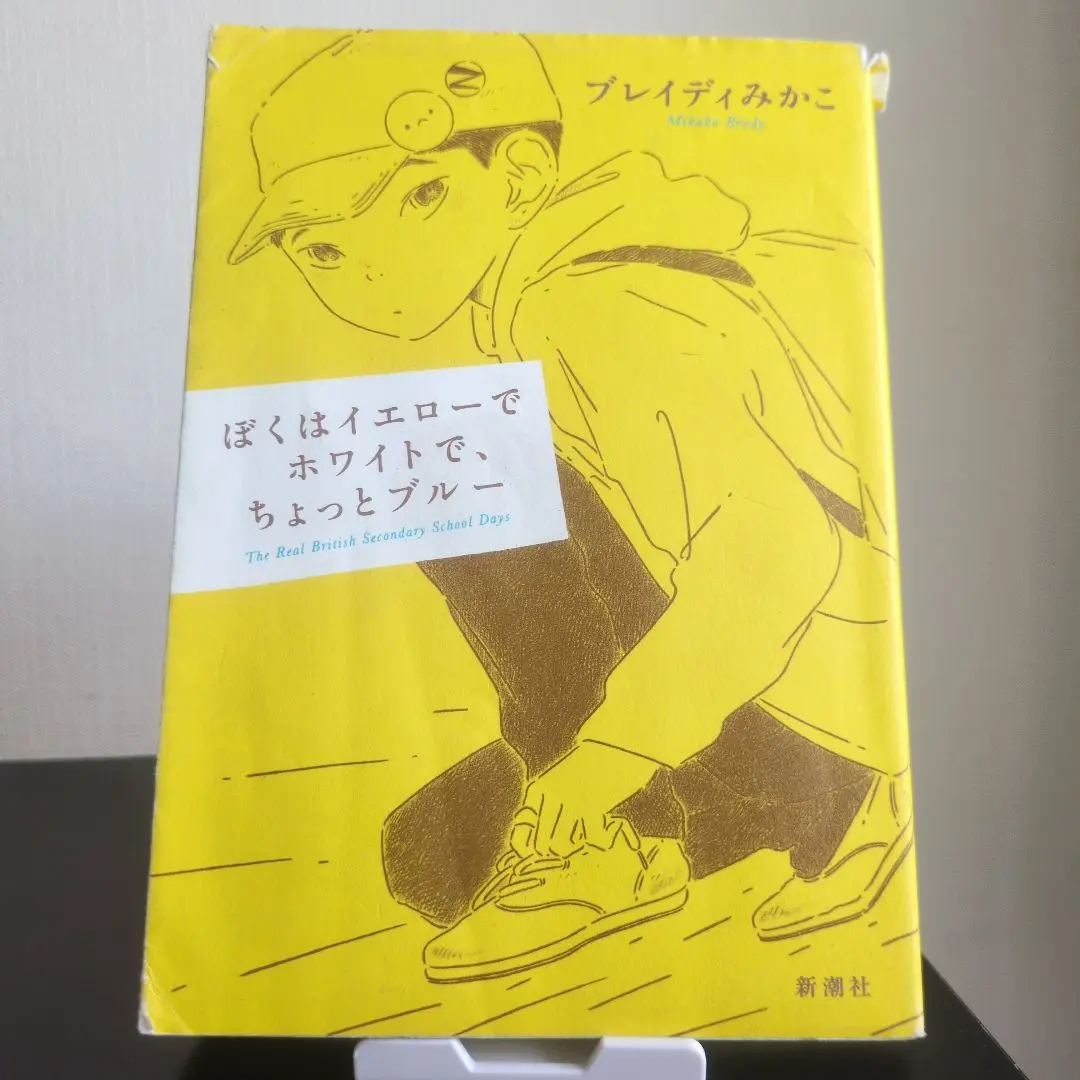 ブレイディみかこ
Mikako Brady
ぼくはイエローで
ホワイトで、
ちょっとブルー
The Real British Secondary School Days
新潮社